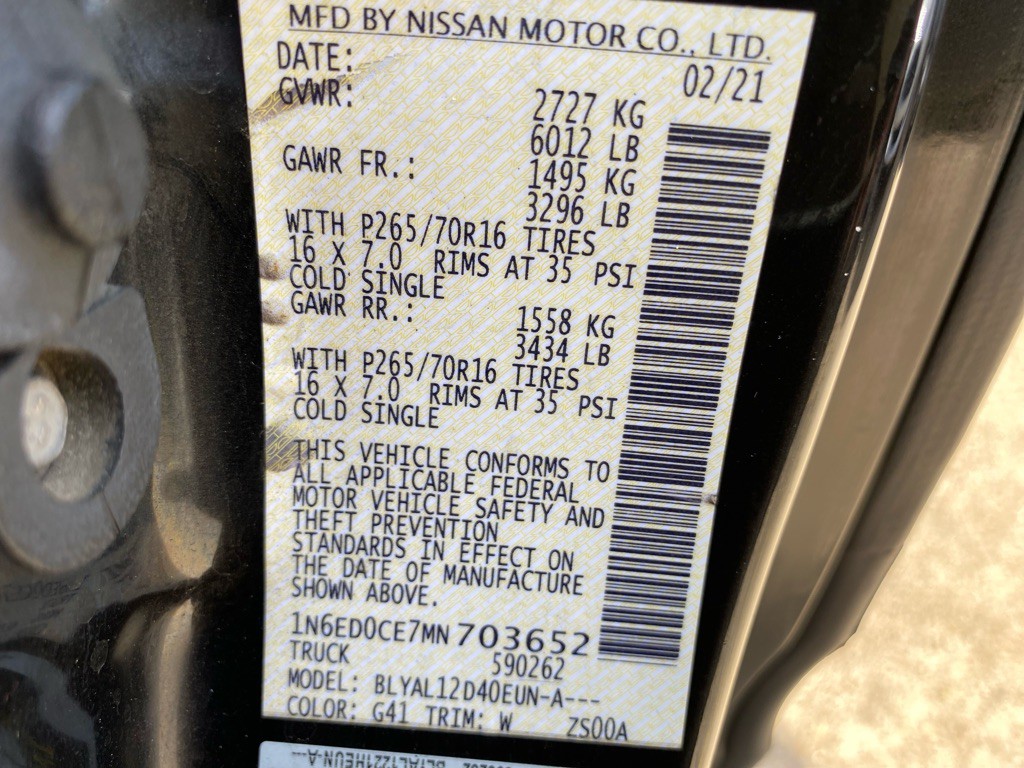 MFD BY NISSAN MOTOR CO., LTD.
DATE: 02/21
GVWR: 2727 KG
6012 LB
GAWR FR.: 1495 KG
3296 LB
WITH P265/70R16 TIRES
16 X 7.0 RIMS AT 35 PSI
COLD SINGLE
GAWR RR.: 1558 KG
3434 LB
WITH P265/70R16 TIRES
16 X 7.0 RIMS AT 35 PSI
COLD SINGLE
THIS VEHICLE CONFORMS TO
ALL APPLICABLE FEDERAL
MOTOR VEHICLE SAFETY AND
THEFT PREVENTION
STANDARDS IN EFFECT ON
THE DATE OF MANUFACTURE
SHOWN ABOVE.
1N6ED0CE7MN703652
TRUCK 590262
MODEL: BLYAL12D40EUN-A---
COLOR: G41 TRIM: W ZS00A